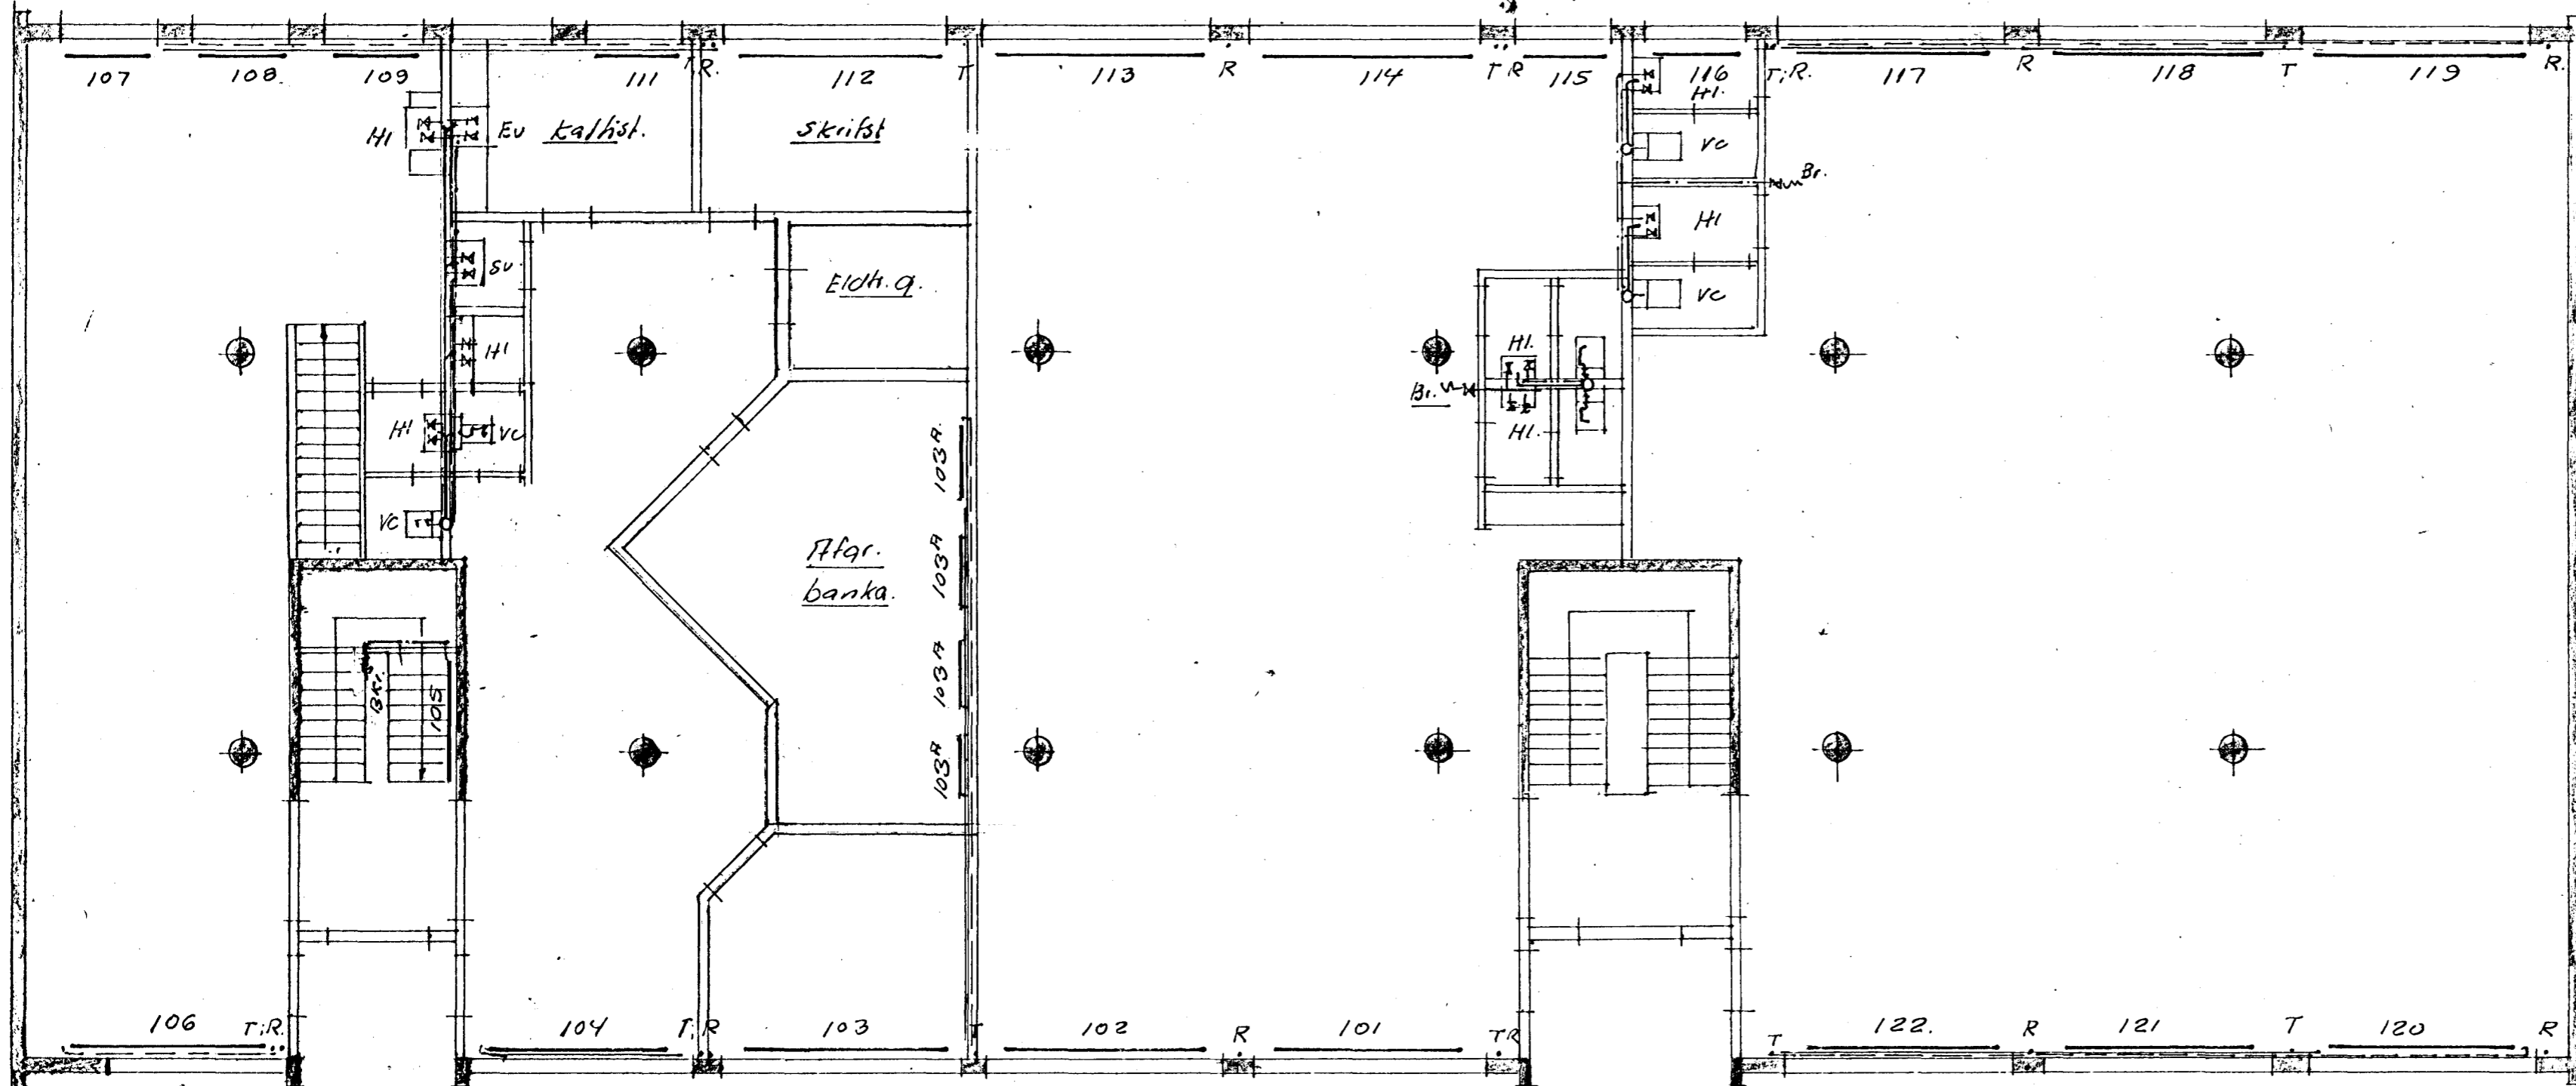 107 108. 109 111 T.R. 112 T 113 R 114 T R 115 116 T.R. 117 R 118 T 119 R.
Hl.
Hl Ev kaffist. skrifst
VC
Br.
Hl
SV
Eldtr. g.
VC
Hl
Hl.
Br.
Hl VC
Hl.
103A.
VC
Afgr.
banka.
103A
103A
BKr.
105
103A
106 T.R. 104 T.R 103 T 102 R 101 TR T 122. R 121 T 120 R